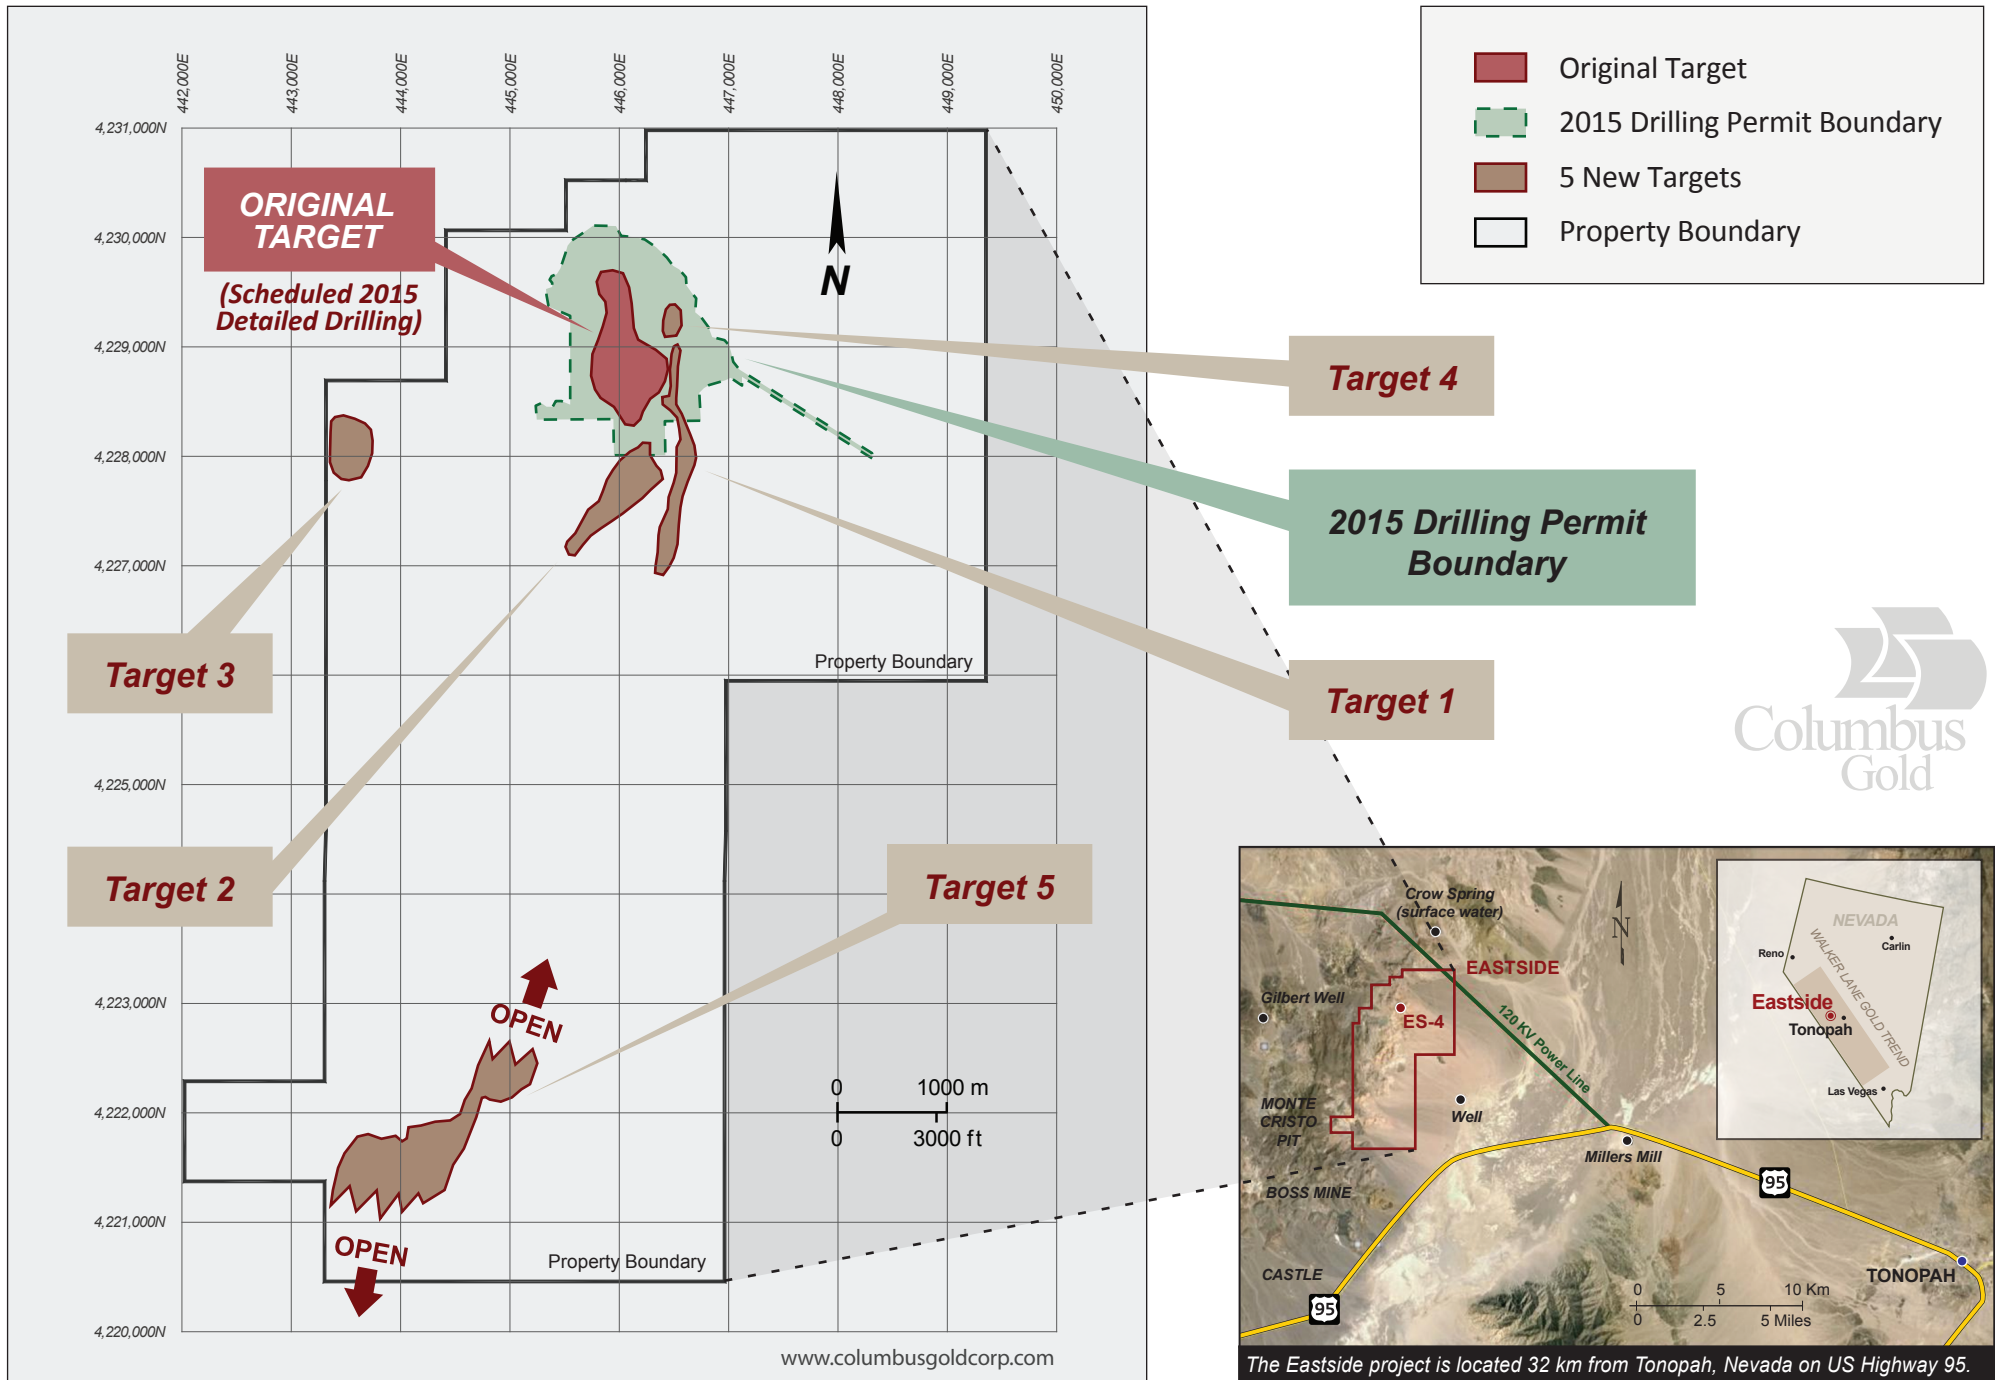 442,000E
443,000E
444,000E
445,000E
446,000E
447,000E
448,000E
449,000E
450,000E
4,231,000N
4,230,000N
4,229,000N
4,228,000N
4,227,000N
4,225,000N
4,223,000N
4,222,000N
4,221,000N
4,220,000N
ORIGINAL
TARGET
(Scheduled 2015
Detailed Drilling)
N
Target 3
Target 2
Target 5
Property Boundary
OPEN
OPEN
Property Boundary
0 1000 m
0 3000 ft
www.columbusgoldcorp.com
Original Target
2015 Drilling Permit Boundary
5 New Targets
Property Boundary
Target 4
2015 Drilling Permit
Boundary
Target 1
Columbus
Gold
Crow Spring
(surface water)
N
EASTSIDE
Gilbert Well
ES-4
120 KV Power Line
MONTE
CRISTO
PIT
Well
Millers Mill
BOSS MINE
95
CASTLE
95
TONOPAH
0 5 10 Km
0 2.5 5 Miles
NEVADA
Reno
Carlin
WALKER LANE GOLD TREND
Eastside
Tonopah
Las Vegas
The Eastside project is located 32 km from Tonopah, Nevada on US Highway 95.